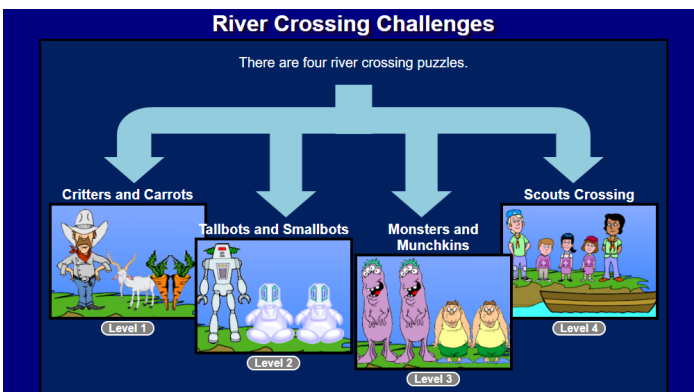 River Crossing Challenges
There are four river crossing puzzles.
Critters and Carrots
Level 1
Tallbots and Smallbots
Level 2
Monsters and
Munchkins
Level 3
Scouts Crossing
Level 4